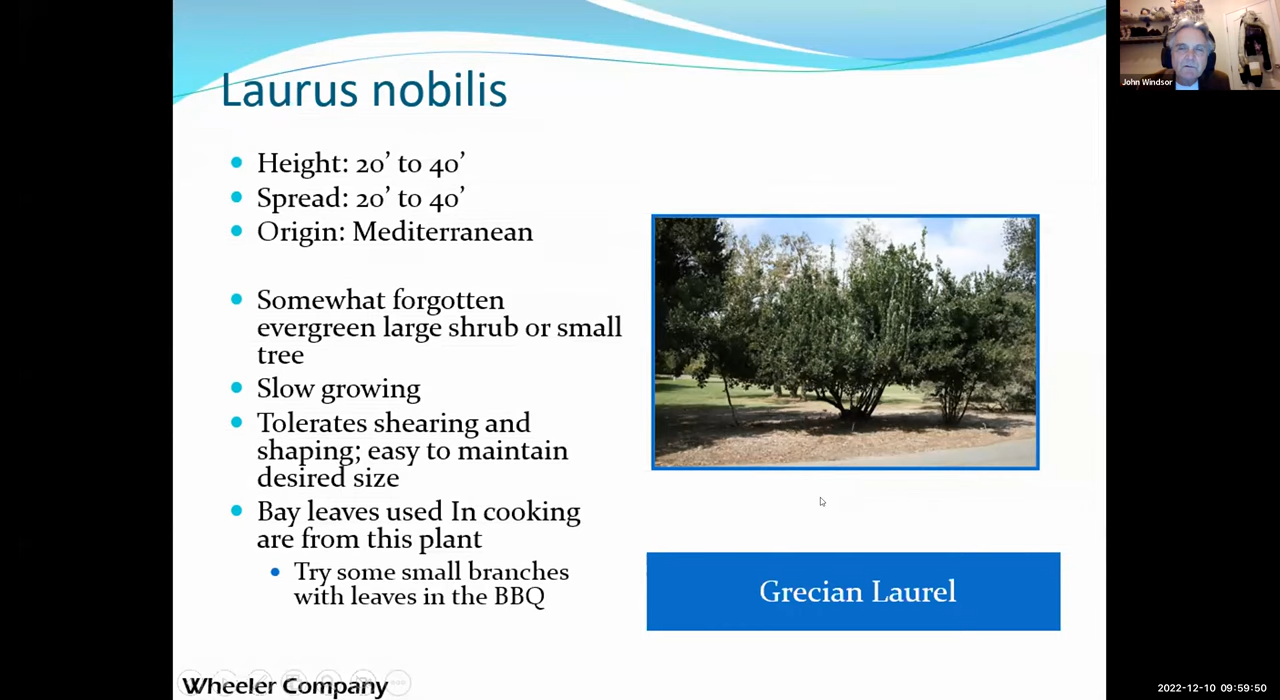 Laurus nobilis
Height: 20' to 40'
Spread: 20' to 40'
Origin: Mediterranean
Somewhat forgotten
evergreen large shrub or small
tree
Slow growing
Tolerates shearing and
shaping; easy to maintain
desired size
Bay leaves used In cooking
are from this plant
Try some small branches
with leaves in the BBQ
Grecian Laurel
Wheeler Company
John Windsor
2022-12-10 09:59:50